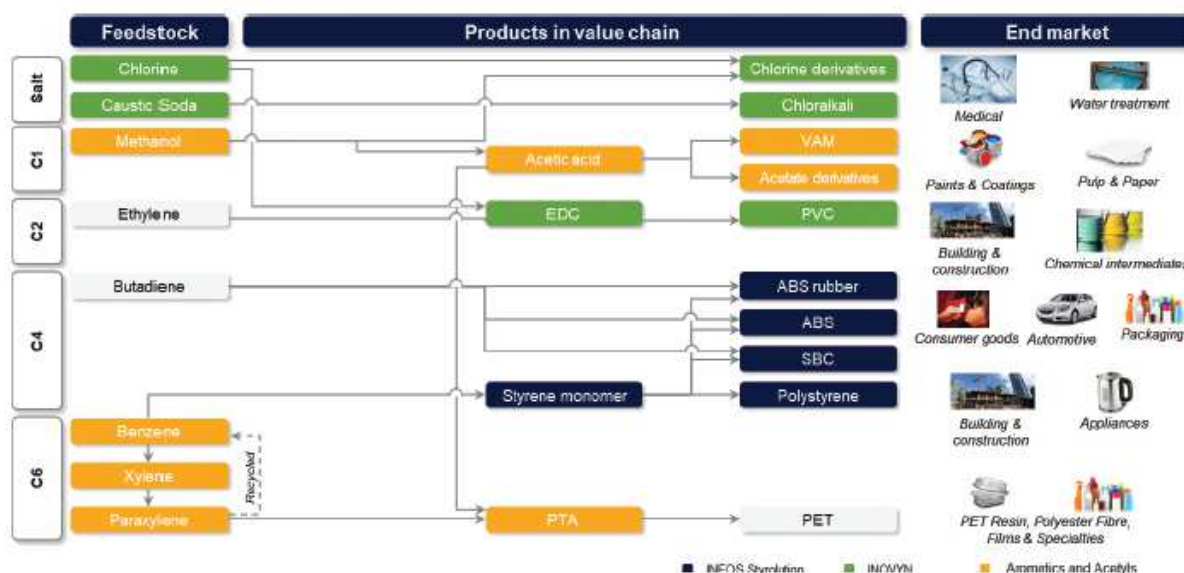 Feedstock
Products in value chain
End market
Salt
Chlorine
Chlorine derivatives
Caustic Soda
Chloralkali
Medical
Water treatment
C1
Methanol
VAM
Acetic acid
Acetate derivatives
Paints & Coatings
Pulp & Paper
C2
Ethylene
EDC
PVC
Building &
construction
Chemical intermediates
C4
Butadiene
ABS rubber
ABS
SBC
Styrene monomer
Polystyrene
Consumer goods
Automotive
Packaging
Building &
construction
Appliances
C6
Benzene
Xylene
Paraxylene
Recycled
PTA
PET
PET Resin, Polyester Fibre,
Films & Specialties
INEOS Styrolution
INOVYN
Aromatics and Acetyls